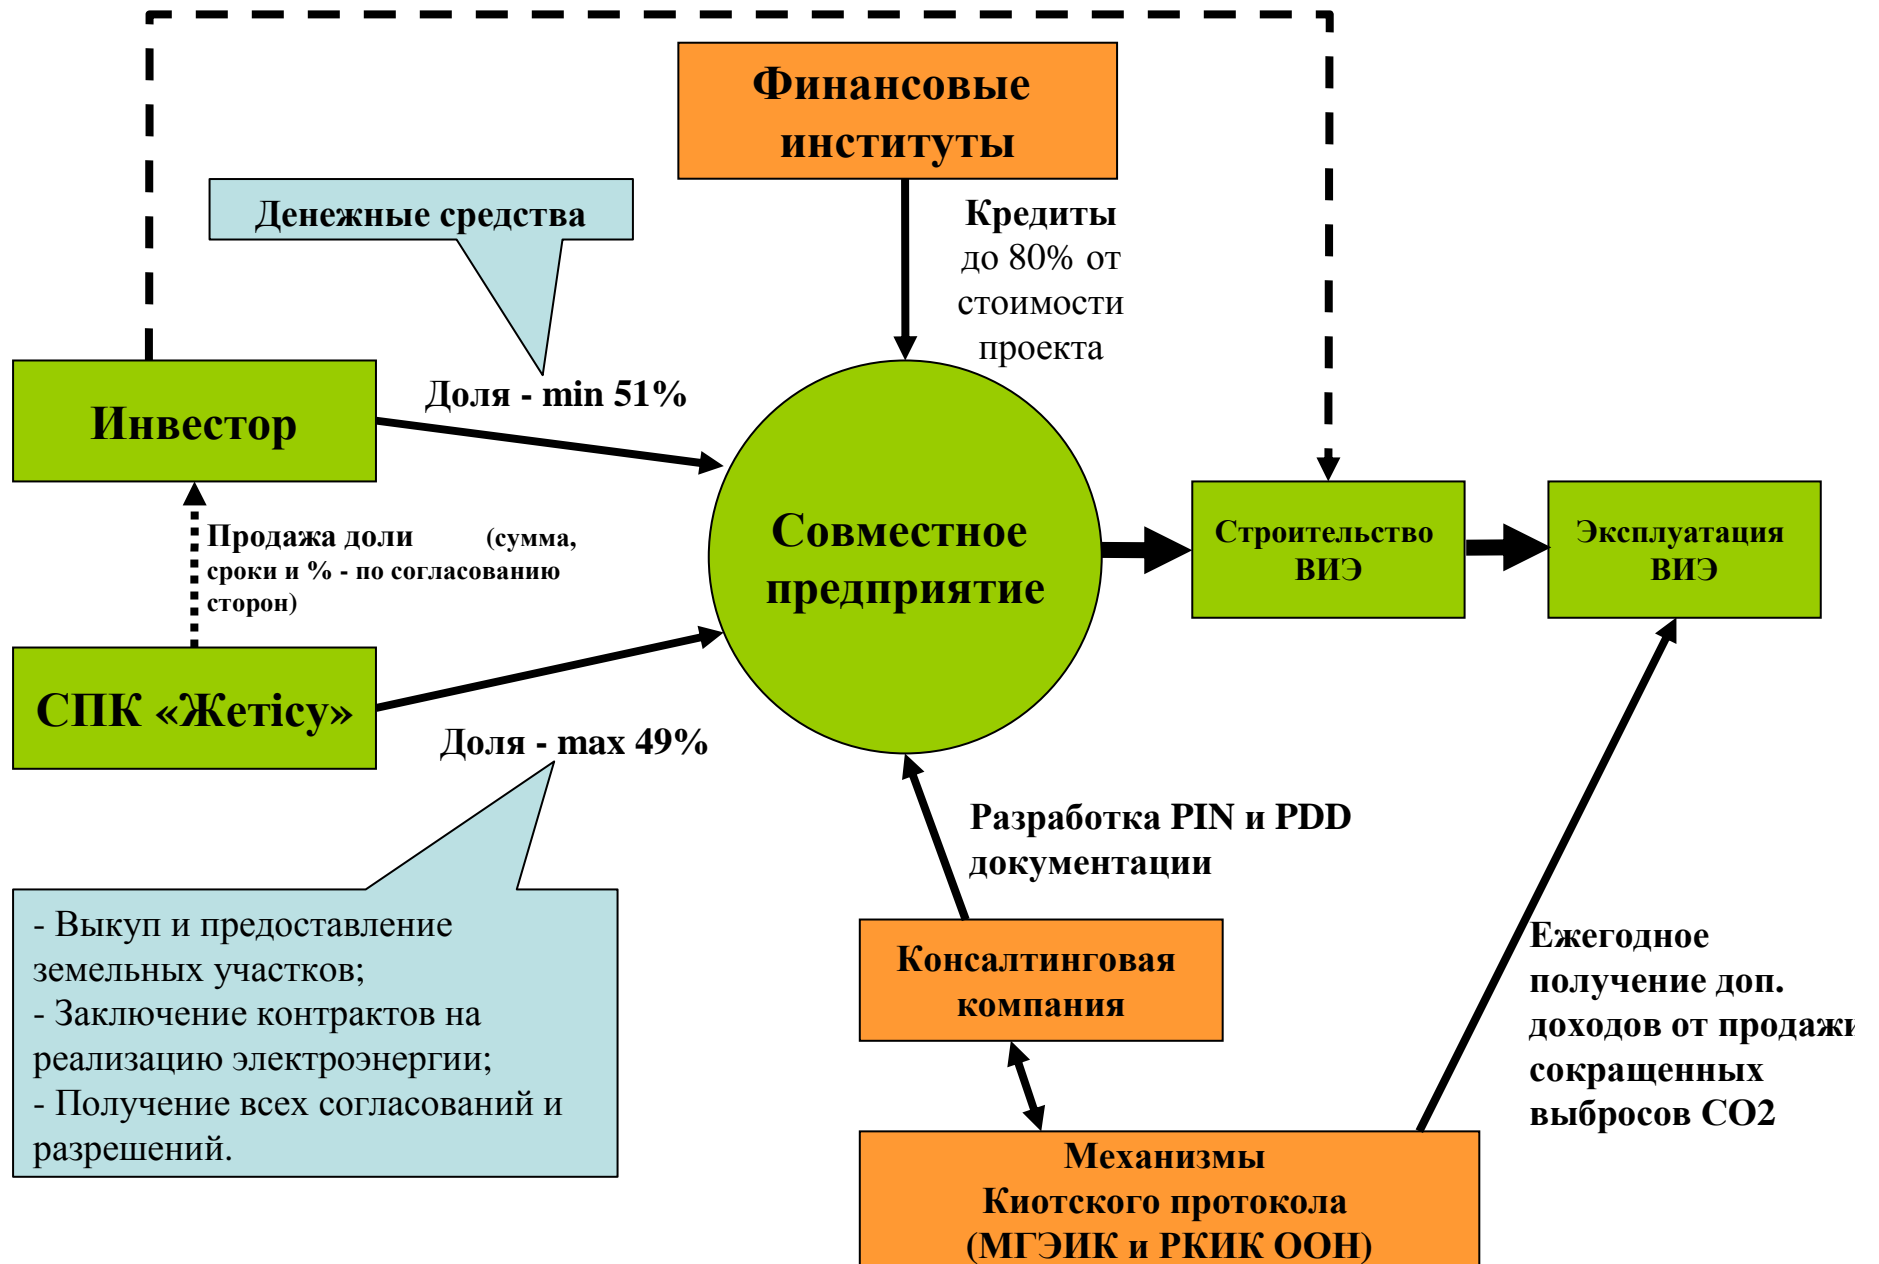 Финансовые
институты
Денежные средства
Кредиты
до 80% от
стоимости
проекта
Доля - min 51%
Инвестор
Продажа доли (сумма,
сроки и % - по согласованию
сторон)
Совместное
предприятие
Строительство
ВИЭ
Эксплуатация
ВИЭ
СПК «Жетісу»
Доля - max 49%
- Выкуп и предоставление
земельных участков;
- Заключение контрактов на
реализацию электроэнергии;
- Получение всех согласований и
разрешений.
Разработка PIN и PDD
документации
Консалтинговая
компания
Ежегодное
получение доп.
доходов от продажи
сокращенных
выбросов СО2
Механизмы
Киотского протокола
(МГЭИК и РКИК ООН)